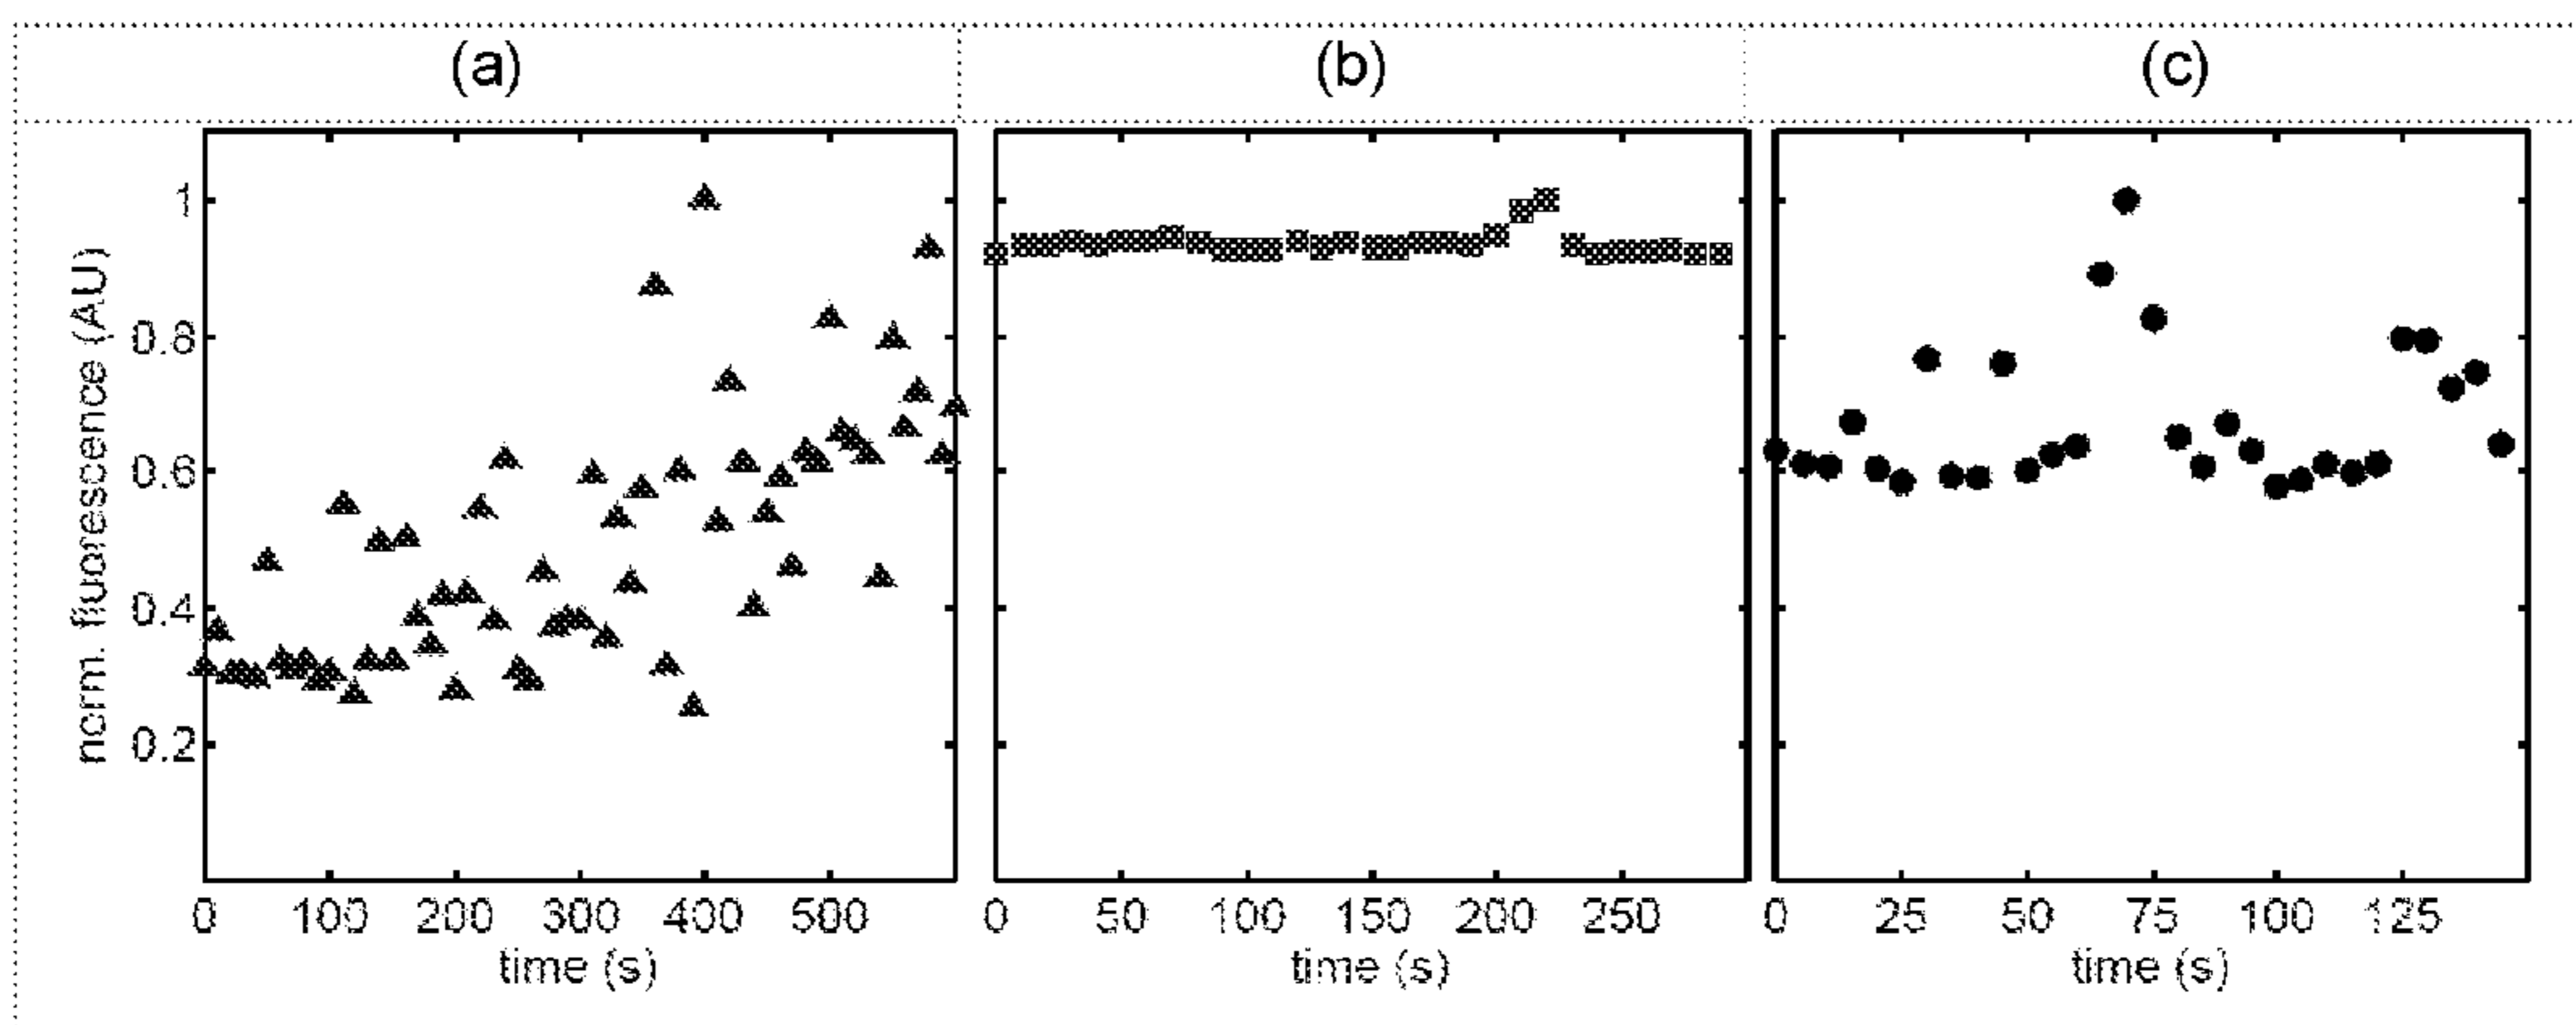 (a) (b) (c)
norm. fluorescence (AU)
1
0.8
0.6
0.4
0.2
0 100 200 300 400 500
0 50 100 150 200 250
0 25 50 75 100 125
time (s) time (s) time (s)